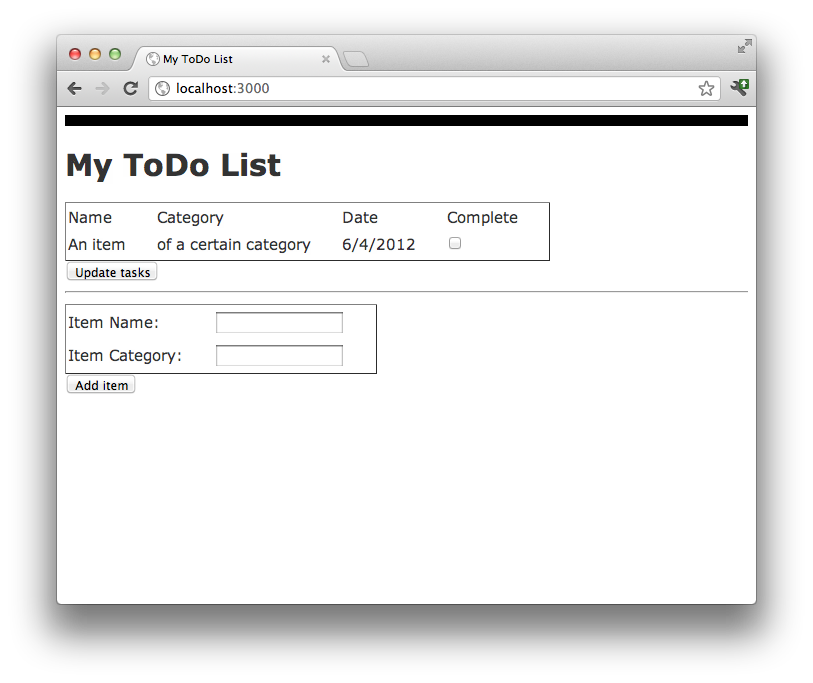 My ToDo List
localhost:3000
My ToDo List
Name Category Date Complete
An item of a certain category 6/4/2012
Update tasks
Item Name:
Item Category:
Add item